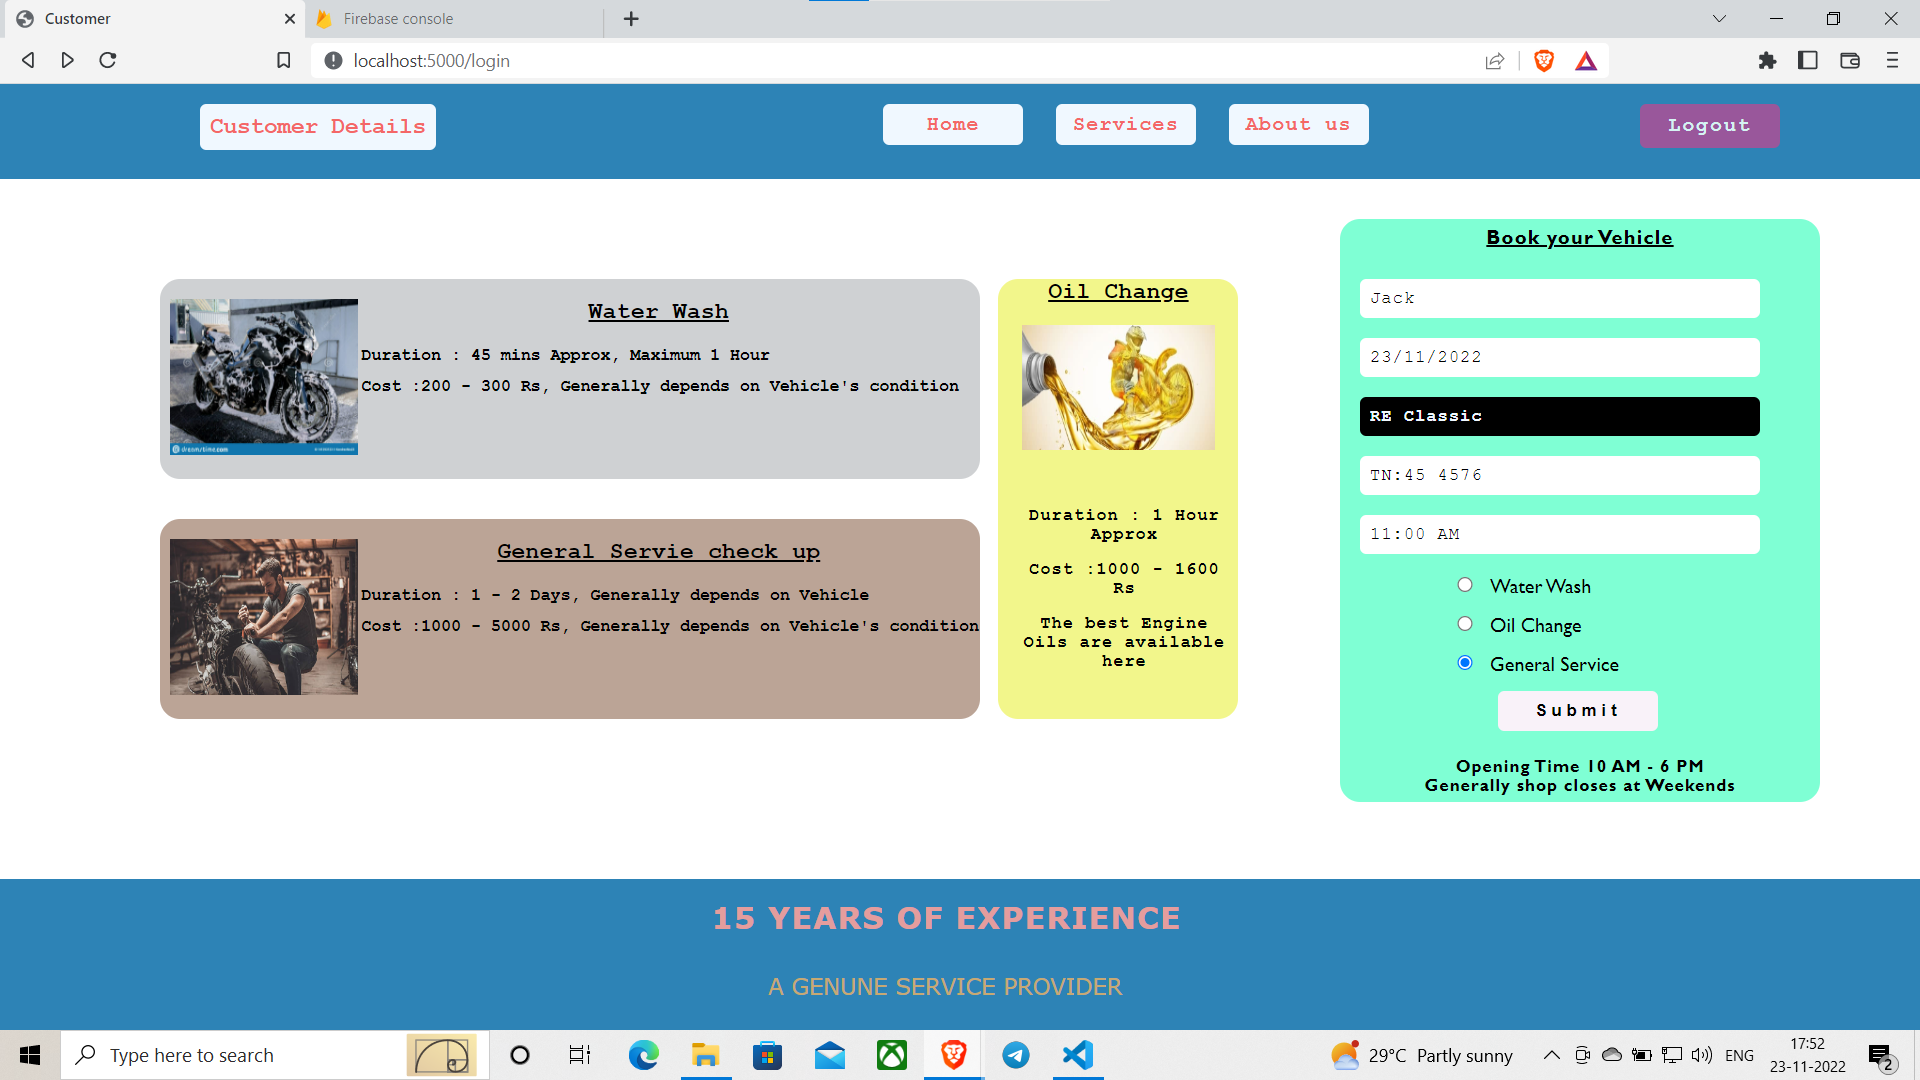 Customer
Firebase console
localhost:5000/login
Customer Details
Home
Services
About us
Logout
Water Wash
Duration : 45 mins Approx, Maximum 1 Hour
Cost :200 - 300 Rs, Generally depends on Vehicle's condition
dreamstime.com
General Servie check up
Duration : 1 - 2 Days, Generally depends on Vehicle
Cost :1000 - 5000 Rs, Generally depends on Vehicle's condition
Oil Change
Duration : 1 Hour
Approx
Cost :1000 - 1600
Rs
The best Engine
Oils are available
here
Book your Vehicle
Jack
23/11/2022
RE Classic
TN:45 4576
11:00 AM
Water Wash
Oil Change
General Service
Submit
Opening Time 10 AM - 6 PM
Generally shop closes at Weekends
15 YEARS OF EXPERIENCE
A GENUNE SERVICE PROVIDER
Type here to search
29°C Partly sunny
ENG
17:52
23-11-2022
2